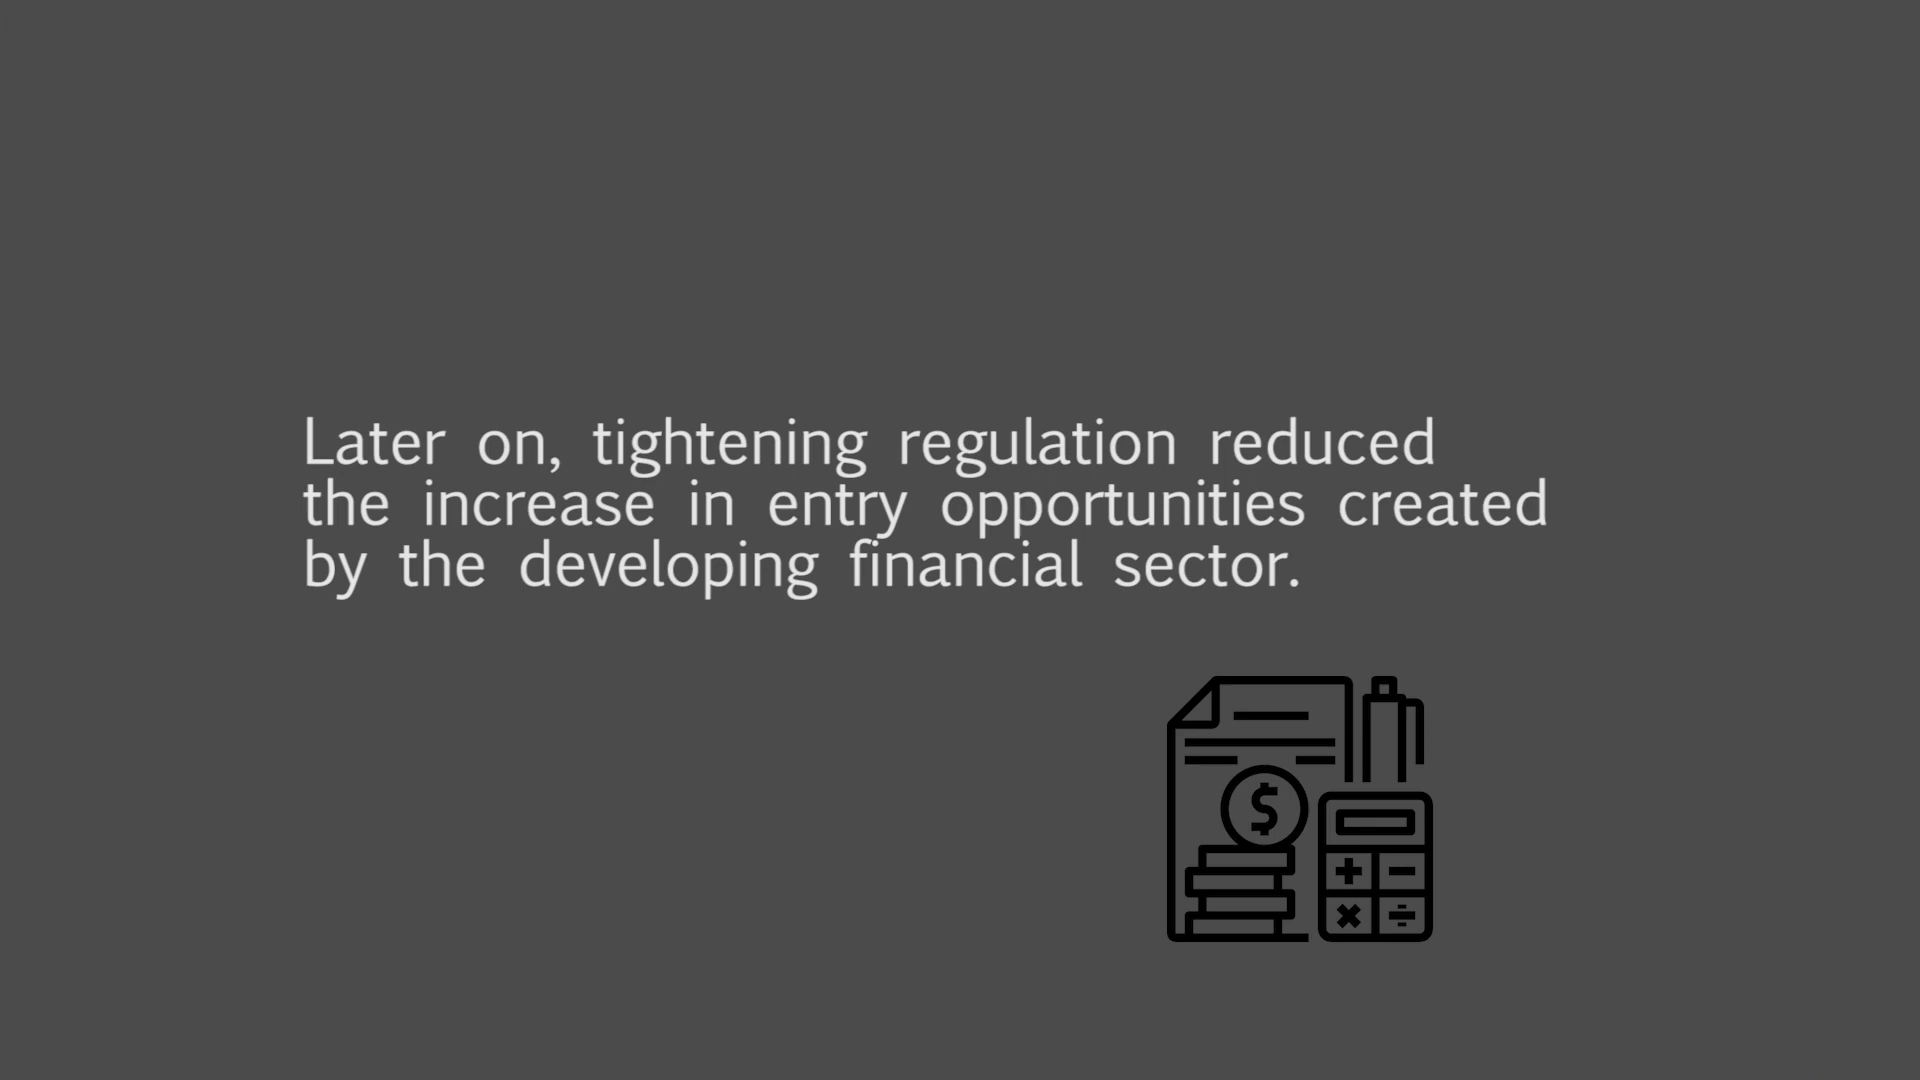 Later on, tightening regulation reduced
the increase in entry opportunities created
by the developing financial sector.
$